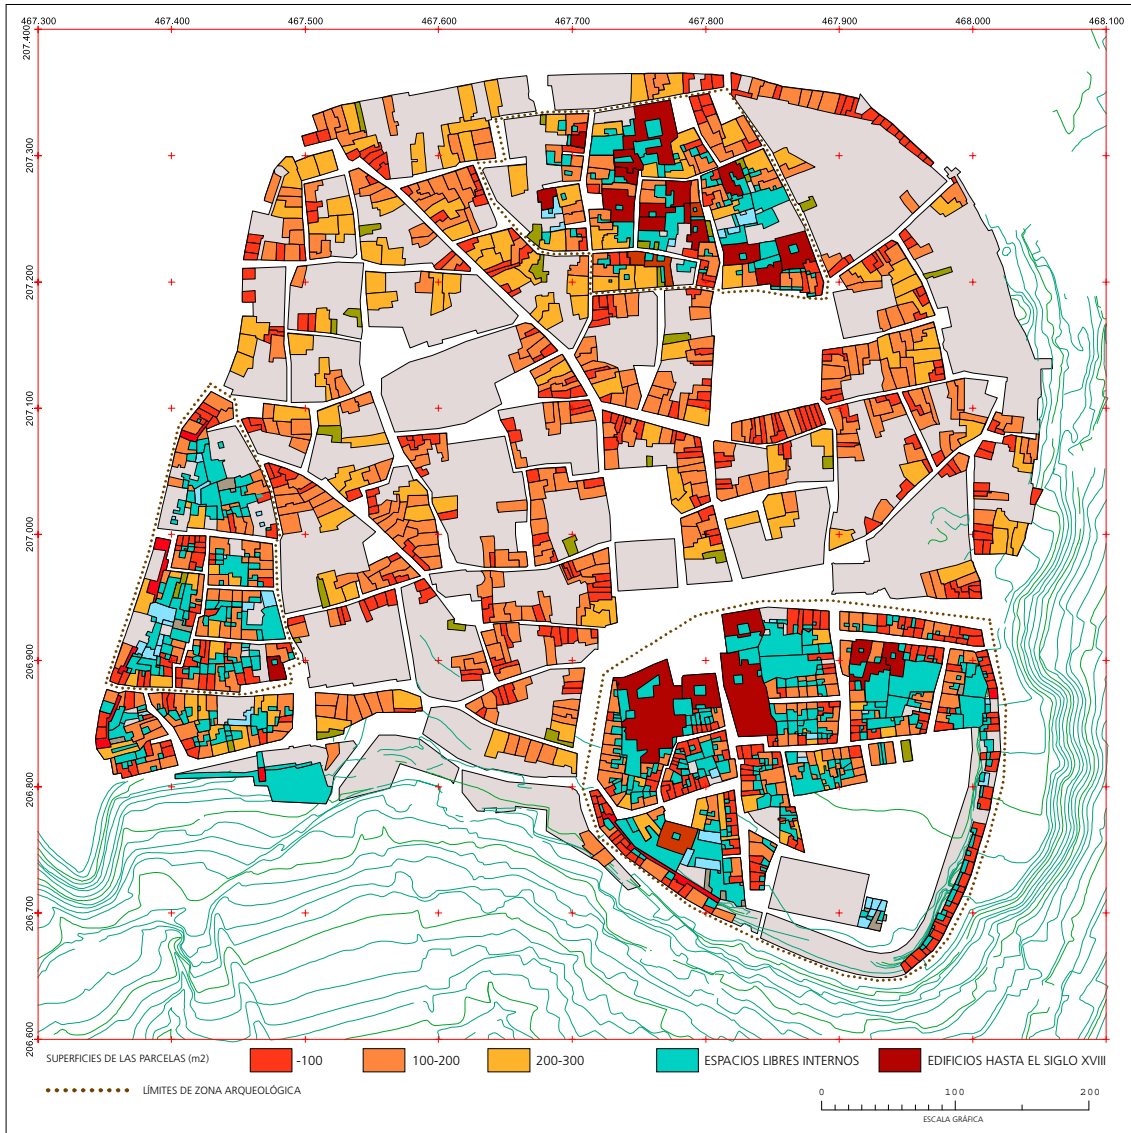 467.300 467.400 467.500 467.600 467.700 467.800 467.900 468.000 468.100
207.400
207.300
207.200
207.100
207.000
206.900
206.800
206.700
206.600
SUPERFICIES DE LAS PARCELAS (m2) -100 100-200 200-300 ESPACIOS LIBRES INTERNOS EDIFICIOS HASTA EL SIGLO XVIII
LÍMITES DE ZONA ARQUEOLÓGICA
0 100 200
ESCALA GRÁFICA